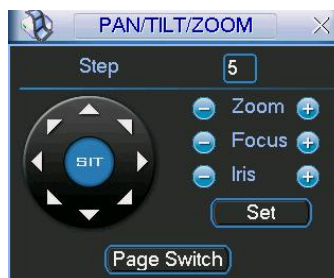 PAN/TILT/ZOOM
Step 5
Zoom
Focus
SIT
Iris
Set
Page Switch